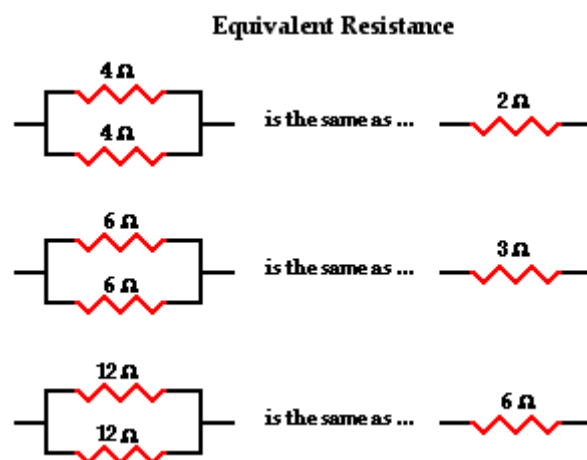 Equivalent Resistance
4 Ω
4 Ω
is the same as ...
2 Ω
6 Ω
6 Ω
is the same as ...
3 Ω
12 Ω
12 Ω
is the same as ...
6 Ω